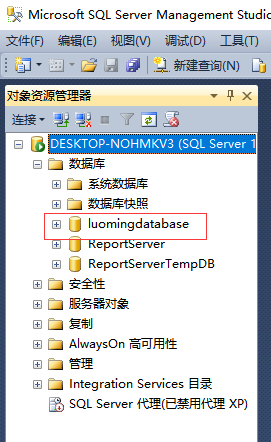 Microsoft SQL Server Management Studi
文件(F) 编辑(E) 视图(V) 调试(D) 工具(T)
新建查询(N)
对象资源管理器
连接
DESKTOP-NOHMKV3 (SQL Server 1
数据库
系统数据库
数据库快照
luomingdatabase
ReportServer
ReportServerTempDB
安全性
服务器对象
复制
AlwaysOn 高可用性
管理
Integration Services 目录
SQL Server 代理(已禁用代理 XP)